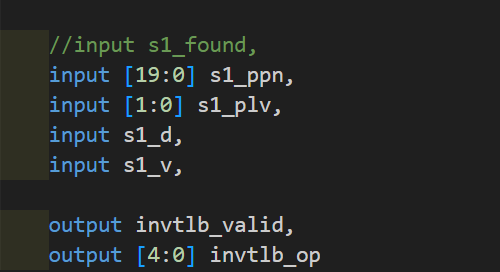 //input s1_found,
input [19:0] s1_ppn,
input [1:0] s1_plv,
input s1_d,
input s1_v,
output invtlb_valid,
output [4:0] invtlb_op